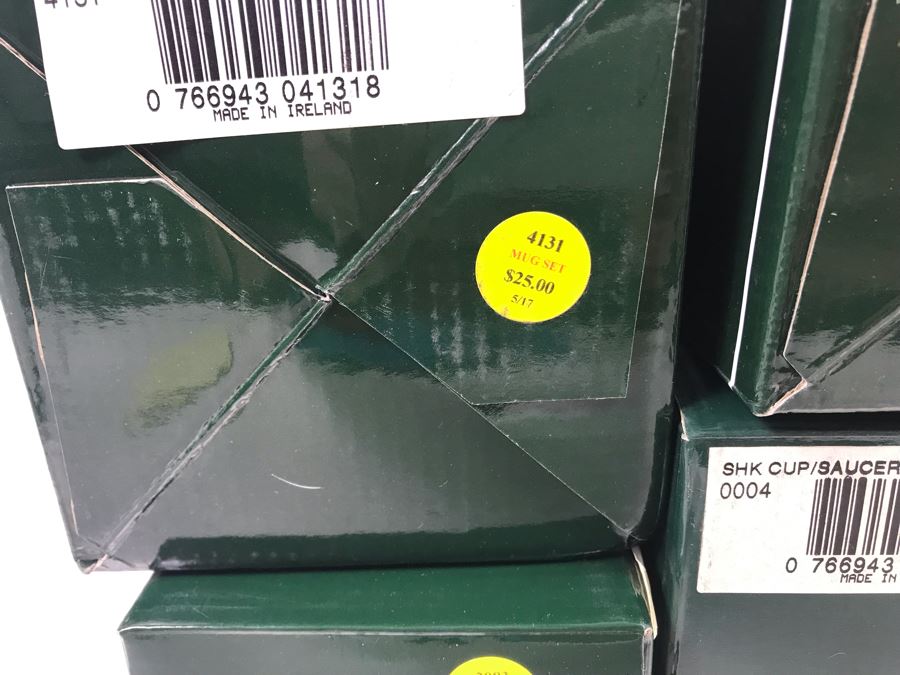 4131
0 766943 041318
MADE IN IRELAND
4131
MUG SET
$25.00
5/17
SHK CUP/SAUCER
0004
0 766943
MADE IN